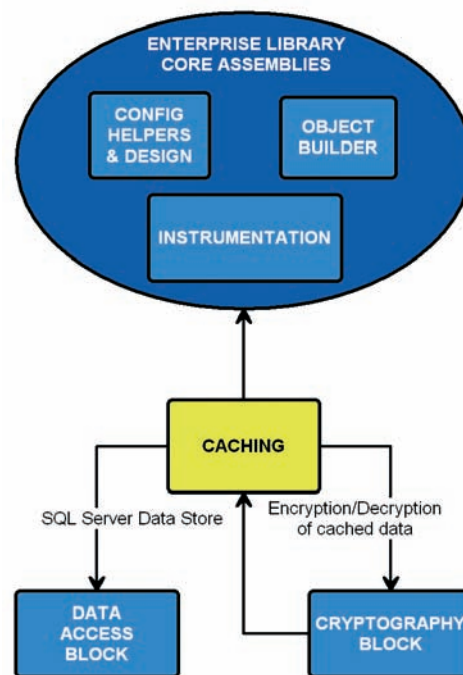 ENTERPRISE LIBRARY
CORE ASSEMBLIES
CONFIG
HELPERS
& DESIGN
OBJECT
BUILDER
INSTRUMENTATION
CACHING
SQL Server Data Store
Encryption/Decryption
of cached data
DATA
ACCESS
BLOCK
CRYPTOGRAPHY
BLOCK